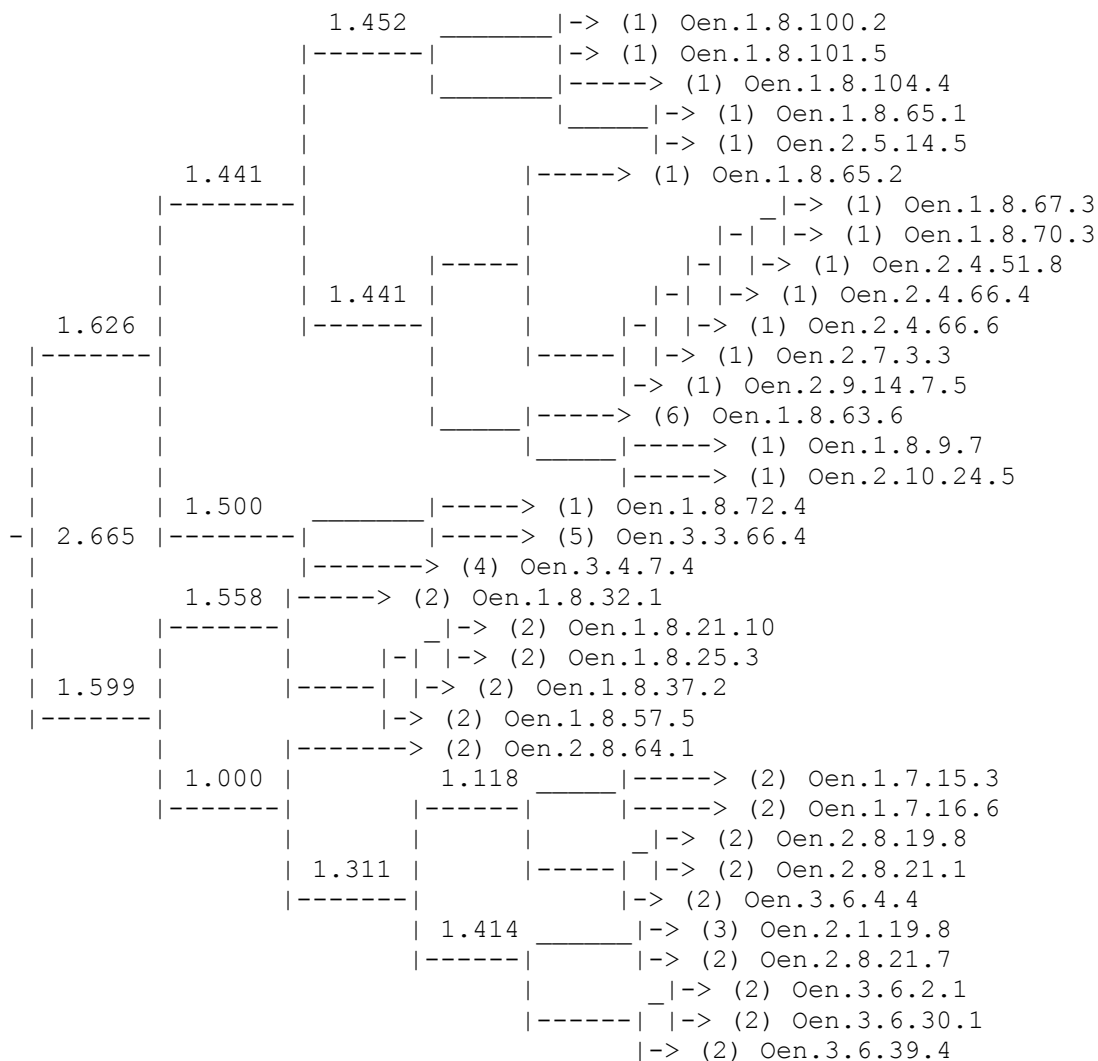 1.452 _______|-> (1) Oen.1.8.100.2
|-------| |-> (1) Oen.1.8.101.5
| |_______|-----> (1) Oen.1.8.104.4
| |_____|-> (1) Oen.1.8.65.1
| |-> (1) Oen.2.5.14.5
1.441 | |-----> (1) Oen.1.8.65.2
|--------| | _|-> (1) Oen.1.8.67.3
| | | |-| |-> (1) Oen.1.8.70.3
| | |-----| |-| |-> (1) Oen.2.4.51.8
| | 1.441 | | |-| |-> (1) Oen.2.4.66.4
1.626 | |-------| | |-| |-> (1) Oen.2.4.66.6
|-------| | |-----| |-> (1) Oen.2.7.3.3
| | | |-> (1) Oen.2.9.14.7.5
| | |_____|-----> (6) Oen.1.8.63.6
| | |_____|-----> (1) Oen.1.8.9.7
| | |-----> (1) Oen.2.10.24.5
| | 1.500 _______|-----> (1) Oen.1.8.72.4
-| 2.665 |--------| |-----> (5) Oen.3.3.66.4
| |-------> (4) Oen.3.4.7.4
| 1.558 |-----> (2) Oen.1.8.32.1
| |-------| _|-> (2) Oen.1.8.21.10
| | | |-| |-> (2) Oen.1.8.25.3
| 1.599 | |-----| |-> (2) Oen.1.8.37.2
|-------| |-> (2) Oen.1.8.57.5
| |-------> (2) Oen.2.8.64.1
| 1.000 | 1.118 _____|-----> (2) Oen.1.7.15.3
|-------| |------| |-----> (2) Oen.1.7.16.6
| | | _|-> (2) Oen.2.8.19.8
| 1.311 | |-----| |-> (2) Oen.2.8.21.1
|-------| |-> (2) Oen.3.6.4.4
| 1.414 ______|-> (3) Oen.2.1.19.8
|------| |-> (2) Oen.2.8.21.7
| _|-> (2) Oen.3.6.2.1
|------| |-> (2) Oen.3.6.30.1
|-> (2) Oen.3.6.39.4